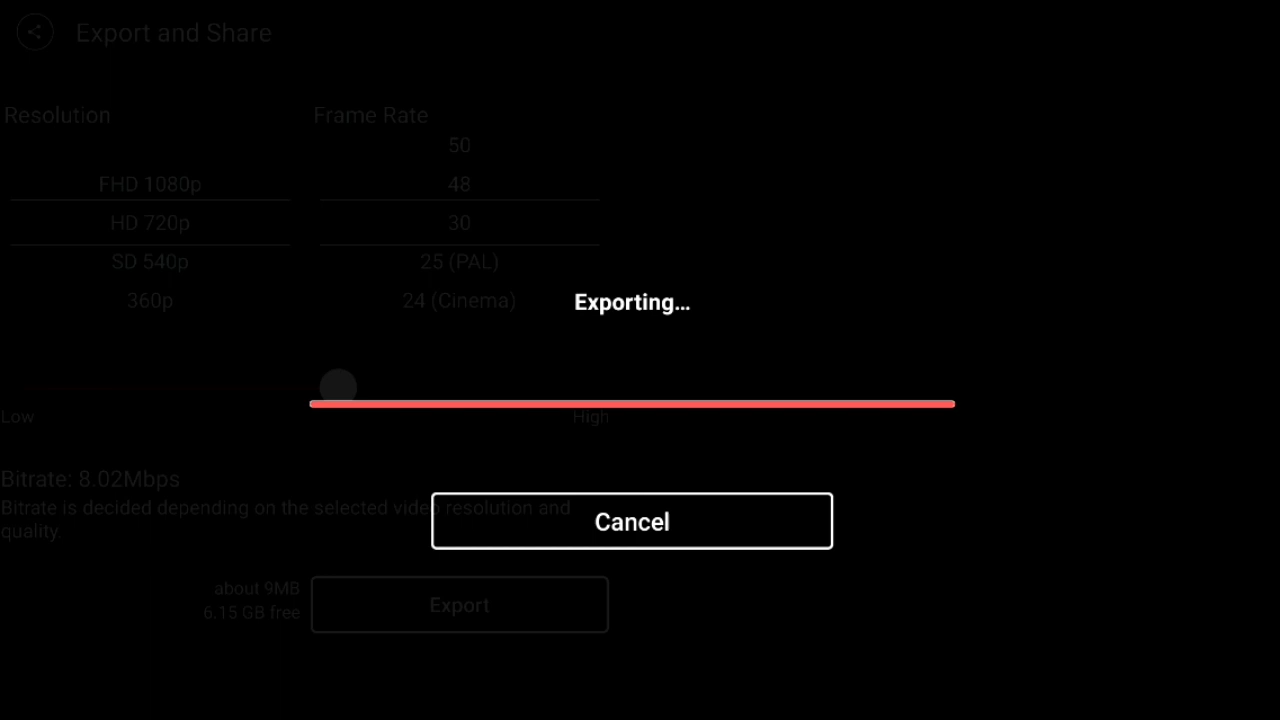 Export and Share
Resolution
Frame Rate
50
FHD 1080p
48
HD 720p
30
SD 540p
25 (PAL)
360p
24 (Cinema)
Exporting...
Low
High
Bitrate: 8.02Mbps
Bitrate is decided depending on the selected video resolution and
quality.
Cancel
about 9MB
6.15 GB free
Export